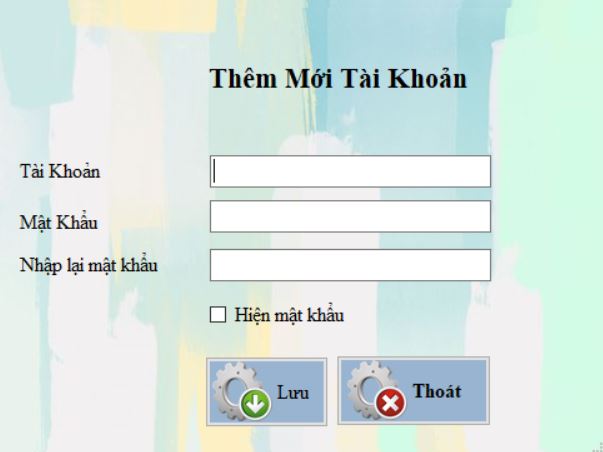 Thêm Mới Tài Khoản
Tài Khoản
Mật Khẩu
Nhập lại mật khẩu
Hiện mật khẩu
Lưu
Thoát